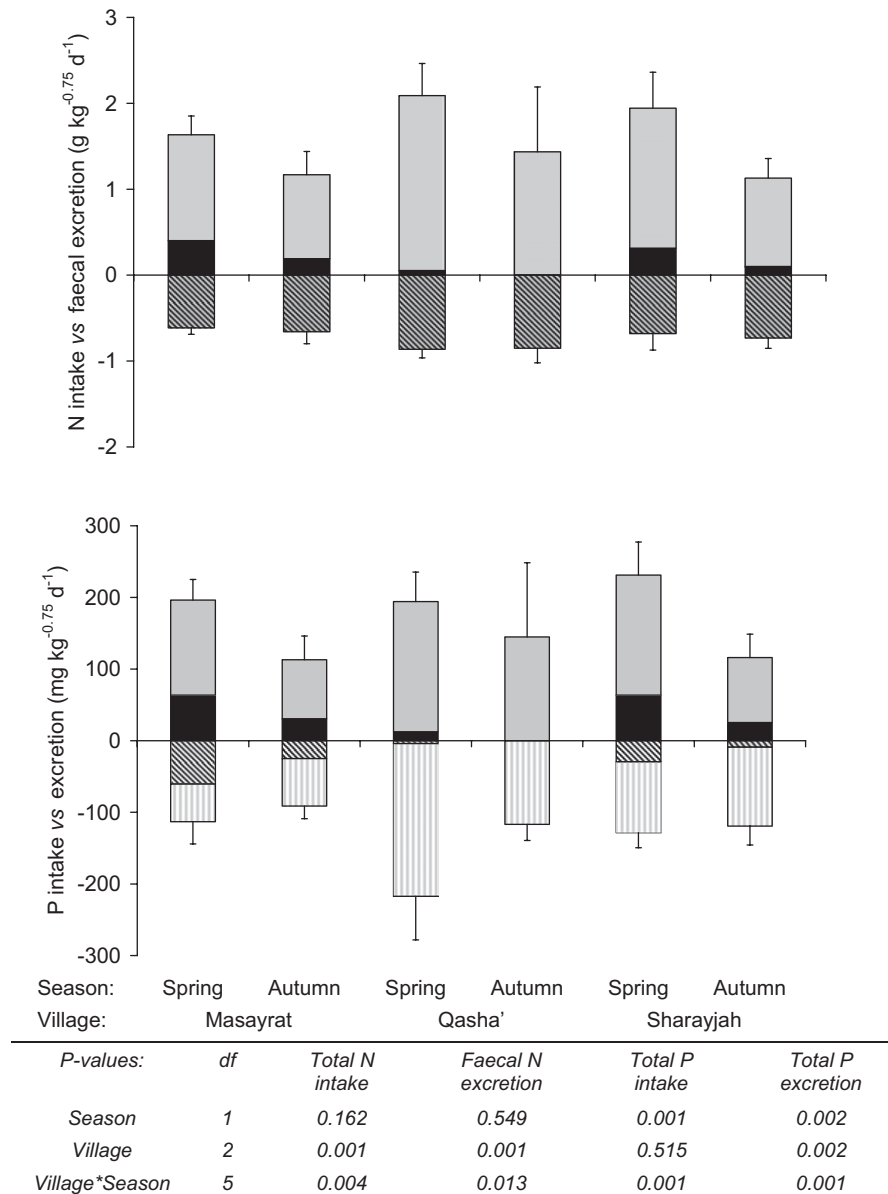 3
2
1
0
-1
-2
N intake vs faecal excretion (g kg-0.75 d-1)
300
200
100
0
-100
-200
-300
P intake vs excretion (mg kg-0.75 d-1)
Season: Spring Autumn Spring Autumn Spring Autumn
Village: Masayrat Qasha' Sharayjah
P-values: df Total N intake Faecal N excretion Total P intake Total P excretion
Season 1 0.162 0.549 0.001 0.002
Village 2 0.001 0.001 0.515 0.002
Village*Season 5 0.004 0.013 0.001 0.001